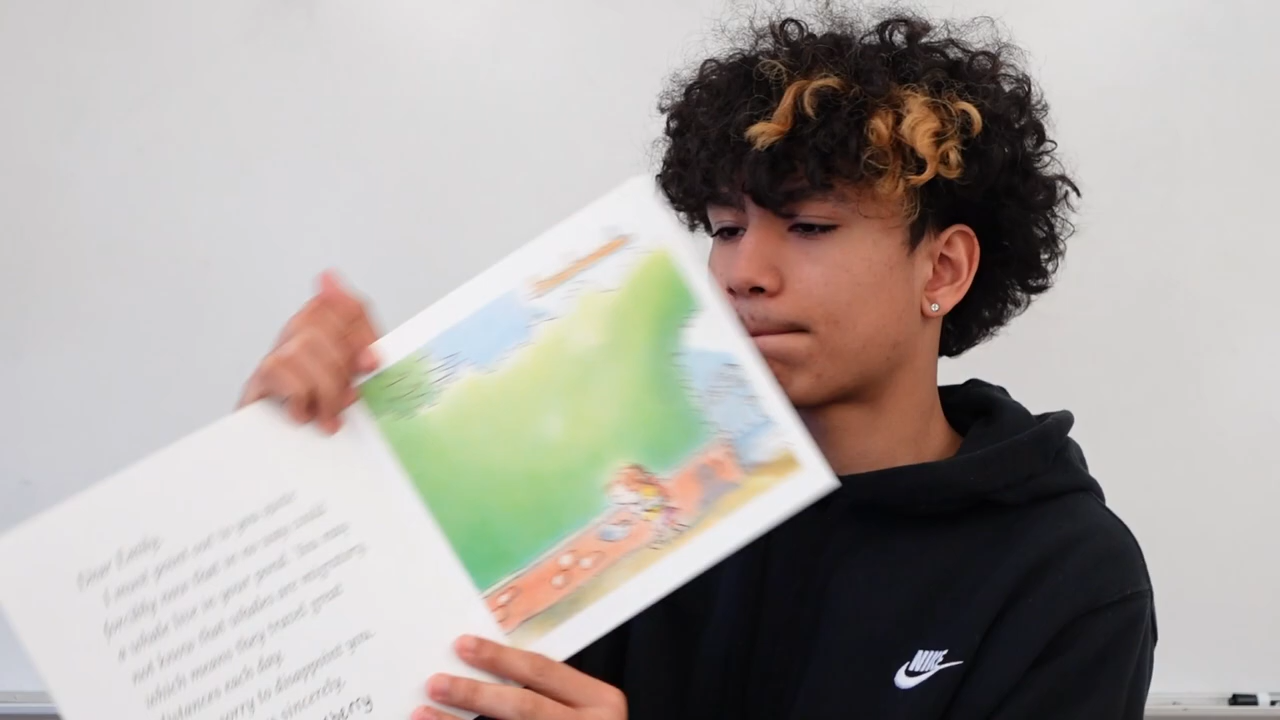 Dear Emily,
I must point out to you quite
forcibly now that in no way could
a whale live in your pond. You may
not know that whales are migratory,
which means they travel great
distances each day.
sorry to disappoint you.
sincerely,
NIKE